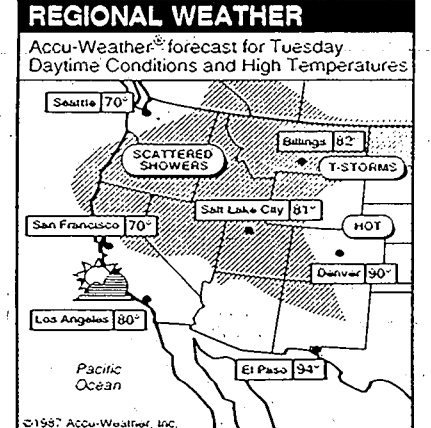 REGIONAL WEATHER
Accu-Weather® forecast for Tuesday
Daytime Conditions and High Temperatures
Seattle 70°
Billings 82°
SCATTERED
SHOWERS
T-STORMS
Salt Lake City 81°
San Francisco 70°
HOT
Denver 90°
Los Angeles 80°
Pacific
Ocean
El Paso 94°
©1987 Accu-Weather, Inc.